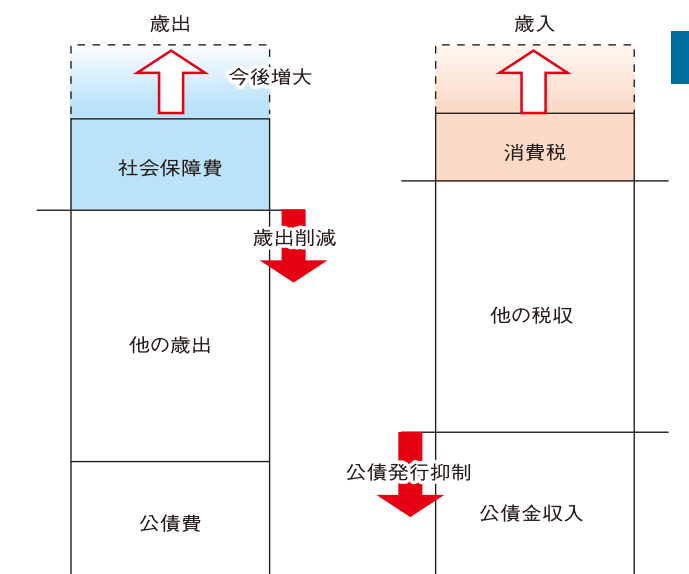 歳出
今後増大
社会保障費
歳出削減
他の歳出
公債費
歳入
消費税
他の税収
公債発行抑制
公債金収入